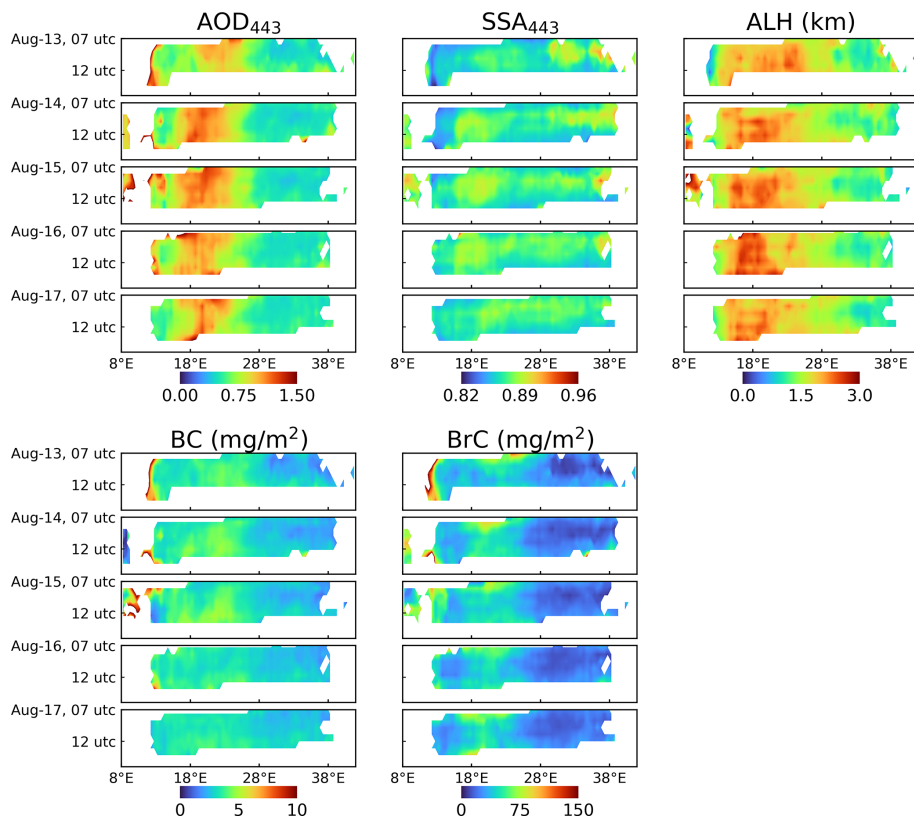 AOD443 SSA443 ALH (km)
Aug-13, 07 utc
12 utc
Aug-14, 07 utc
12 utc
Aug-15, 07 utc
12 utc
Aug-16, 07 utc
12 utc
Aug-17, 07 utc
12 utc
8°E 18°E 28°E 38°E 8°E 18°E 28°E 38°E 8°E 18°E 28°E 38°E
0.00 0.75 1.50 0.82 0.89 0.96 0.0 1.5 3.0
BC (mg/m²) BrC (mg/m²)
Aug-13, 07 utc
12 utc
Aug-14, 07 utc
12 utc
Aug-15, 07 utc
12 utc
Aug-16, 07 utc
12 utc
Aug-17, 07 utc
12 utc
8°E 18°E 28°E 38°E 8°E 18°E 28°E 38°E
0 5 10 0 75 150